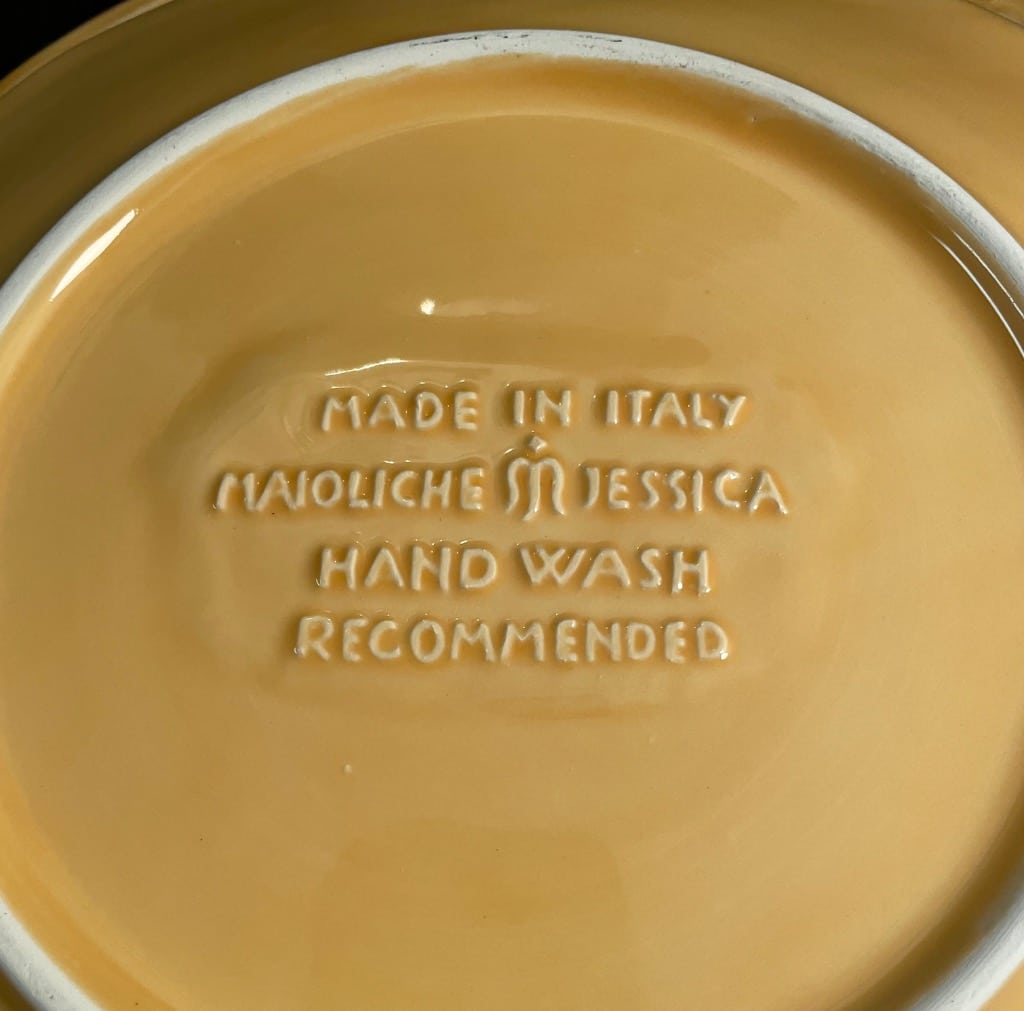 MADE IN ITALY
MAIOLICHE M JESSICA
HAND WASH
RECOMMENDED